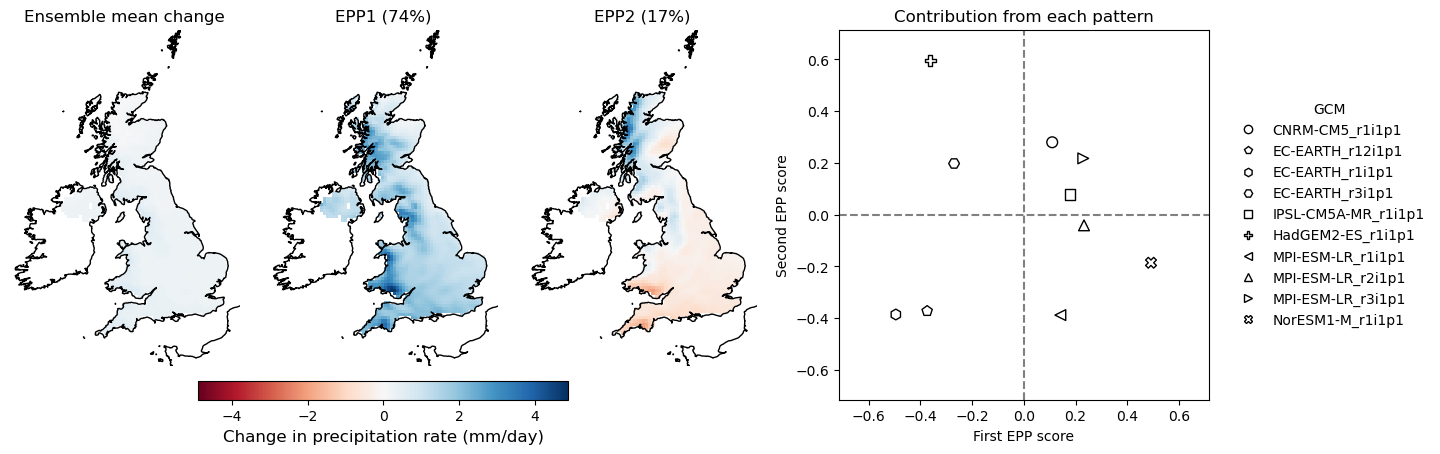 Ensemble mean change
EPP1 (74%)
EPP2 (17%)
−4 −2 0 2 4
Change in precipitation rate (mm/day)
Contribution from each pattern
Second EPP score
0.6
0.4
0.2
0.0
−0.2
−0.4
−0.6
−0.6 −0.4 −0.2 0.0 0.2 0.4 0.6
First EPP score
GCM
CNRM-CM5_r1i1p1
EC-EARTH_r12i1p1
EC-EARTH_r1i1p1
EC-EARTH_r3i1p1
IPSL-CM5A-MR_r1i1p1
HadGEM2-ES_r1i1p1
MPI-ESM-LR_r1i1p1
MPI-ESM-LR_r2i1p1
MPI-ESM-LR_r3i1p1
NorESM1-M_r1i1p1